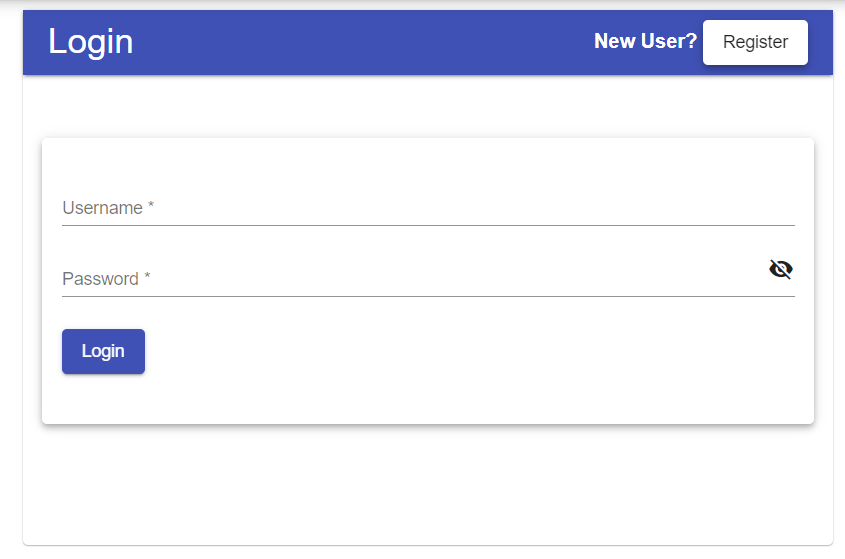 Login
New User? Register
Username *
Password *
Login